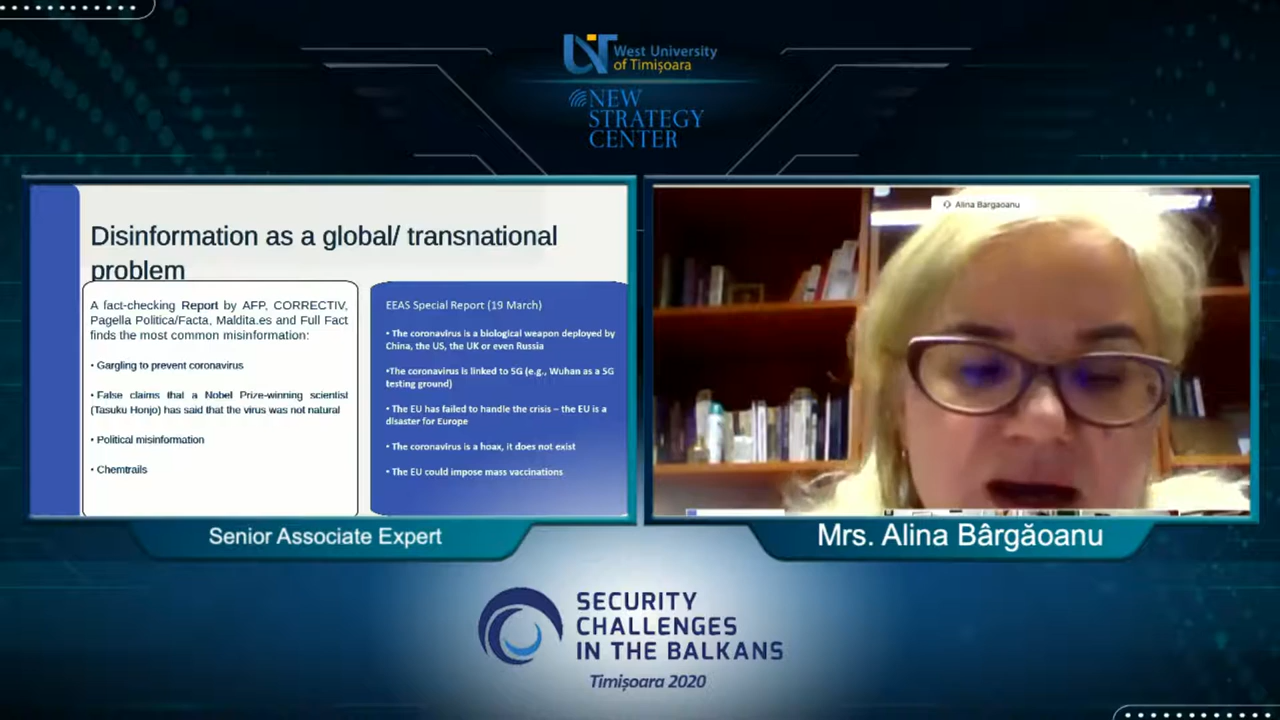 West University
of Timișoara
NEW
STRATEGY
CENTER
Disinformation as a global/ transnational
problem
A fact-checking Report by AFP, CORRECTIV,
Pagella Politica/Facta, Maldita.es and Full Fact
finds the most common misinformation:
• Gargling to prevent coronavirus
• False claims that a Nobel Prize-winning scientist
(Tasuku Honjo) has said that the virus was not natural
• Political misinformation
• Chemtrails
EEAS Special Report (19 March)
• The coronavirus is a biological weapon deployed by
China, the US, the UK or even Russia
•The coronavirus is linked to 5G (e.g., Wuhan as a 5G
testing ground)
• The EU has failed to handle the crisis – the EU is a
disaster for Europe
• The coronavirus is a hoax, it does not exist
• The EU could impose mass vaccinations
Alina Bargaoanu
Senior Associate Expert
Mrs. Alina Bârgăoanu
SECURITY
CHALLENGES
IN THE BALKANS
Timișoara 2020